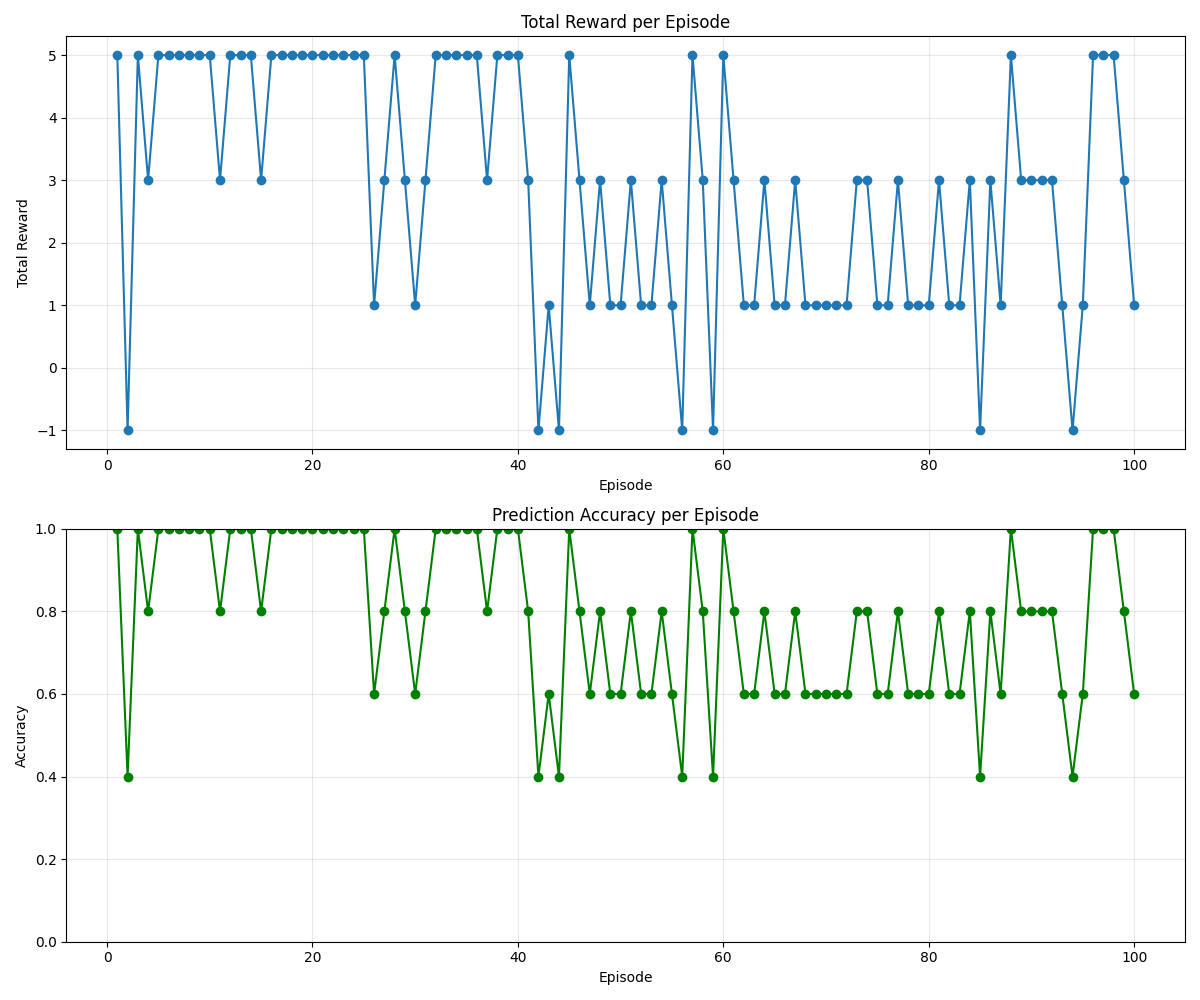 Total Reward per Episode
5
4
3
2
1
0
−1
Total Reward
0 20 40 60 80 100
Episode
Prediction Accuracy per Episode
1.0
0.8
0.6
0.4
0.2
0.0
Accuracy
0 20 40 60 80 100
Episode